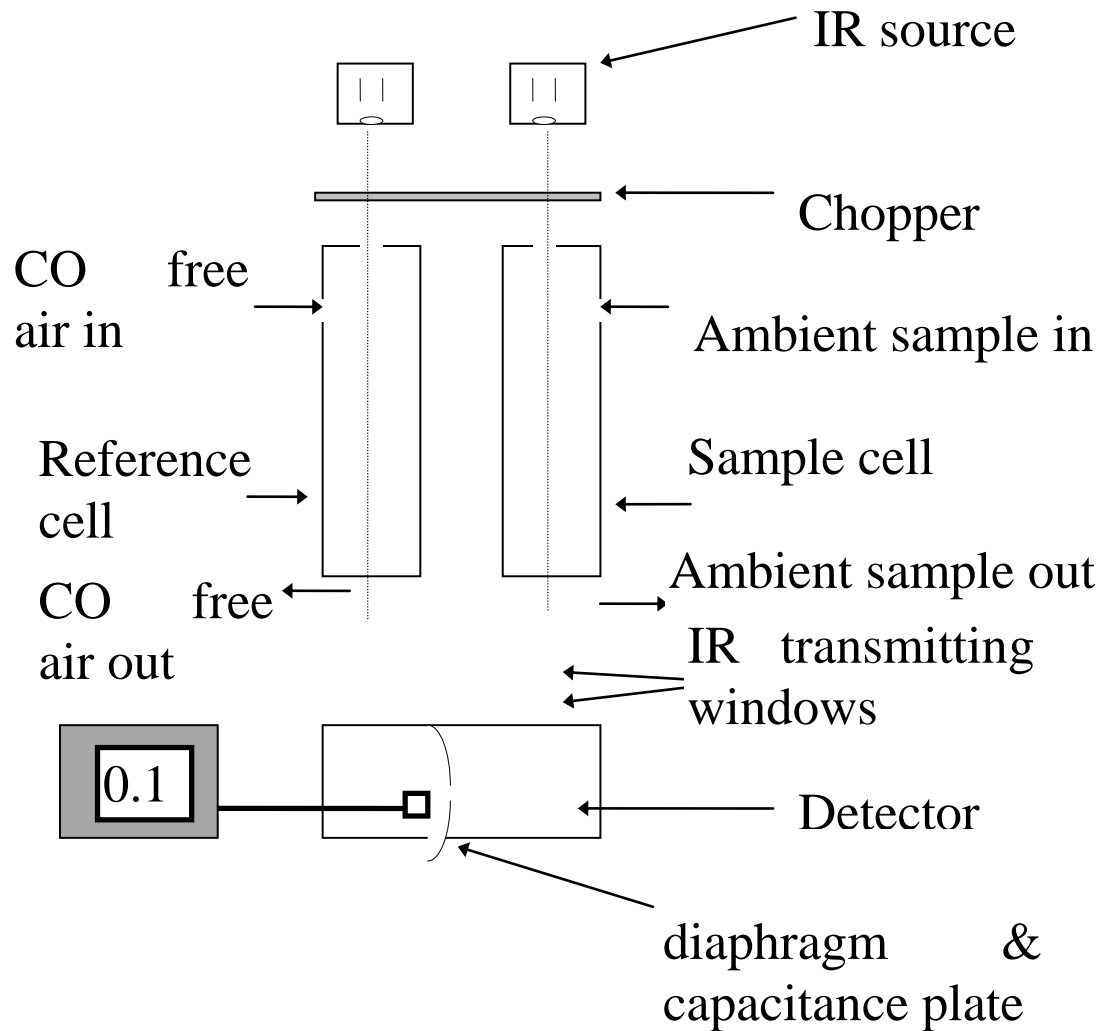 IR source
Chopper
CO free
air in
Ambient sample in
Reference
cell
Sample cell
Ambient sample out
CO free
air out
IR transmitting
windows
0.1
Detector
diaphragm &
capacitance plate